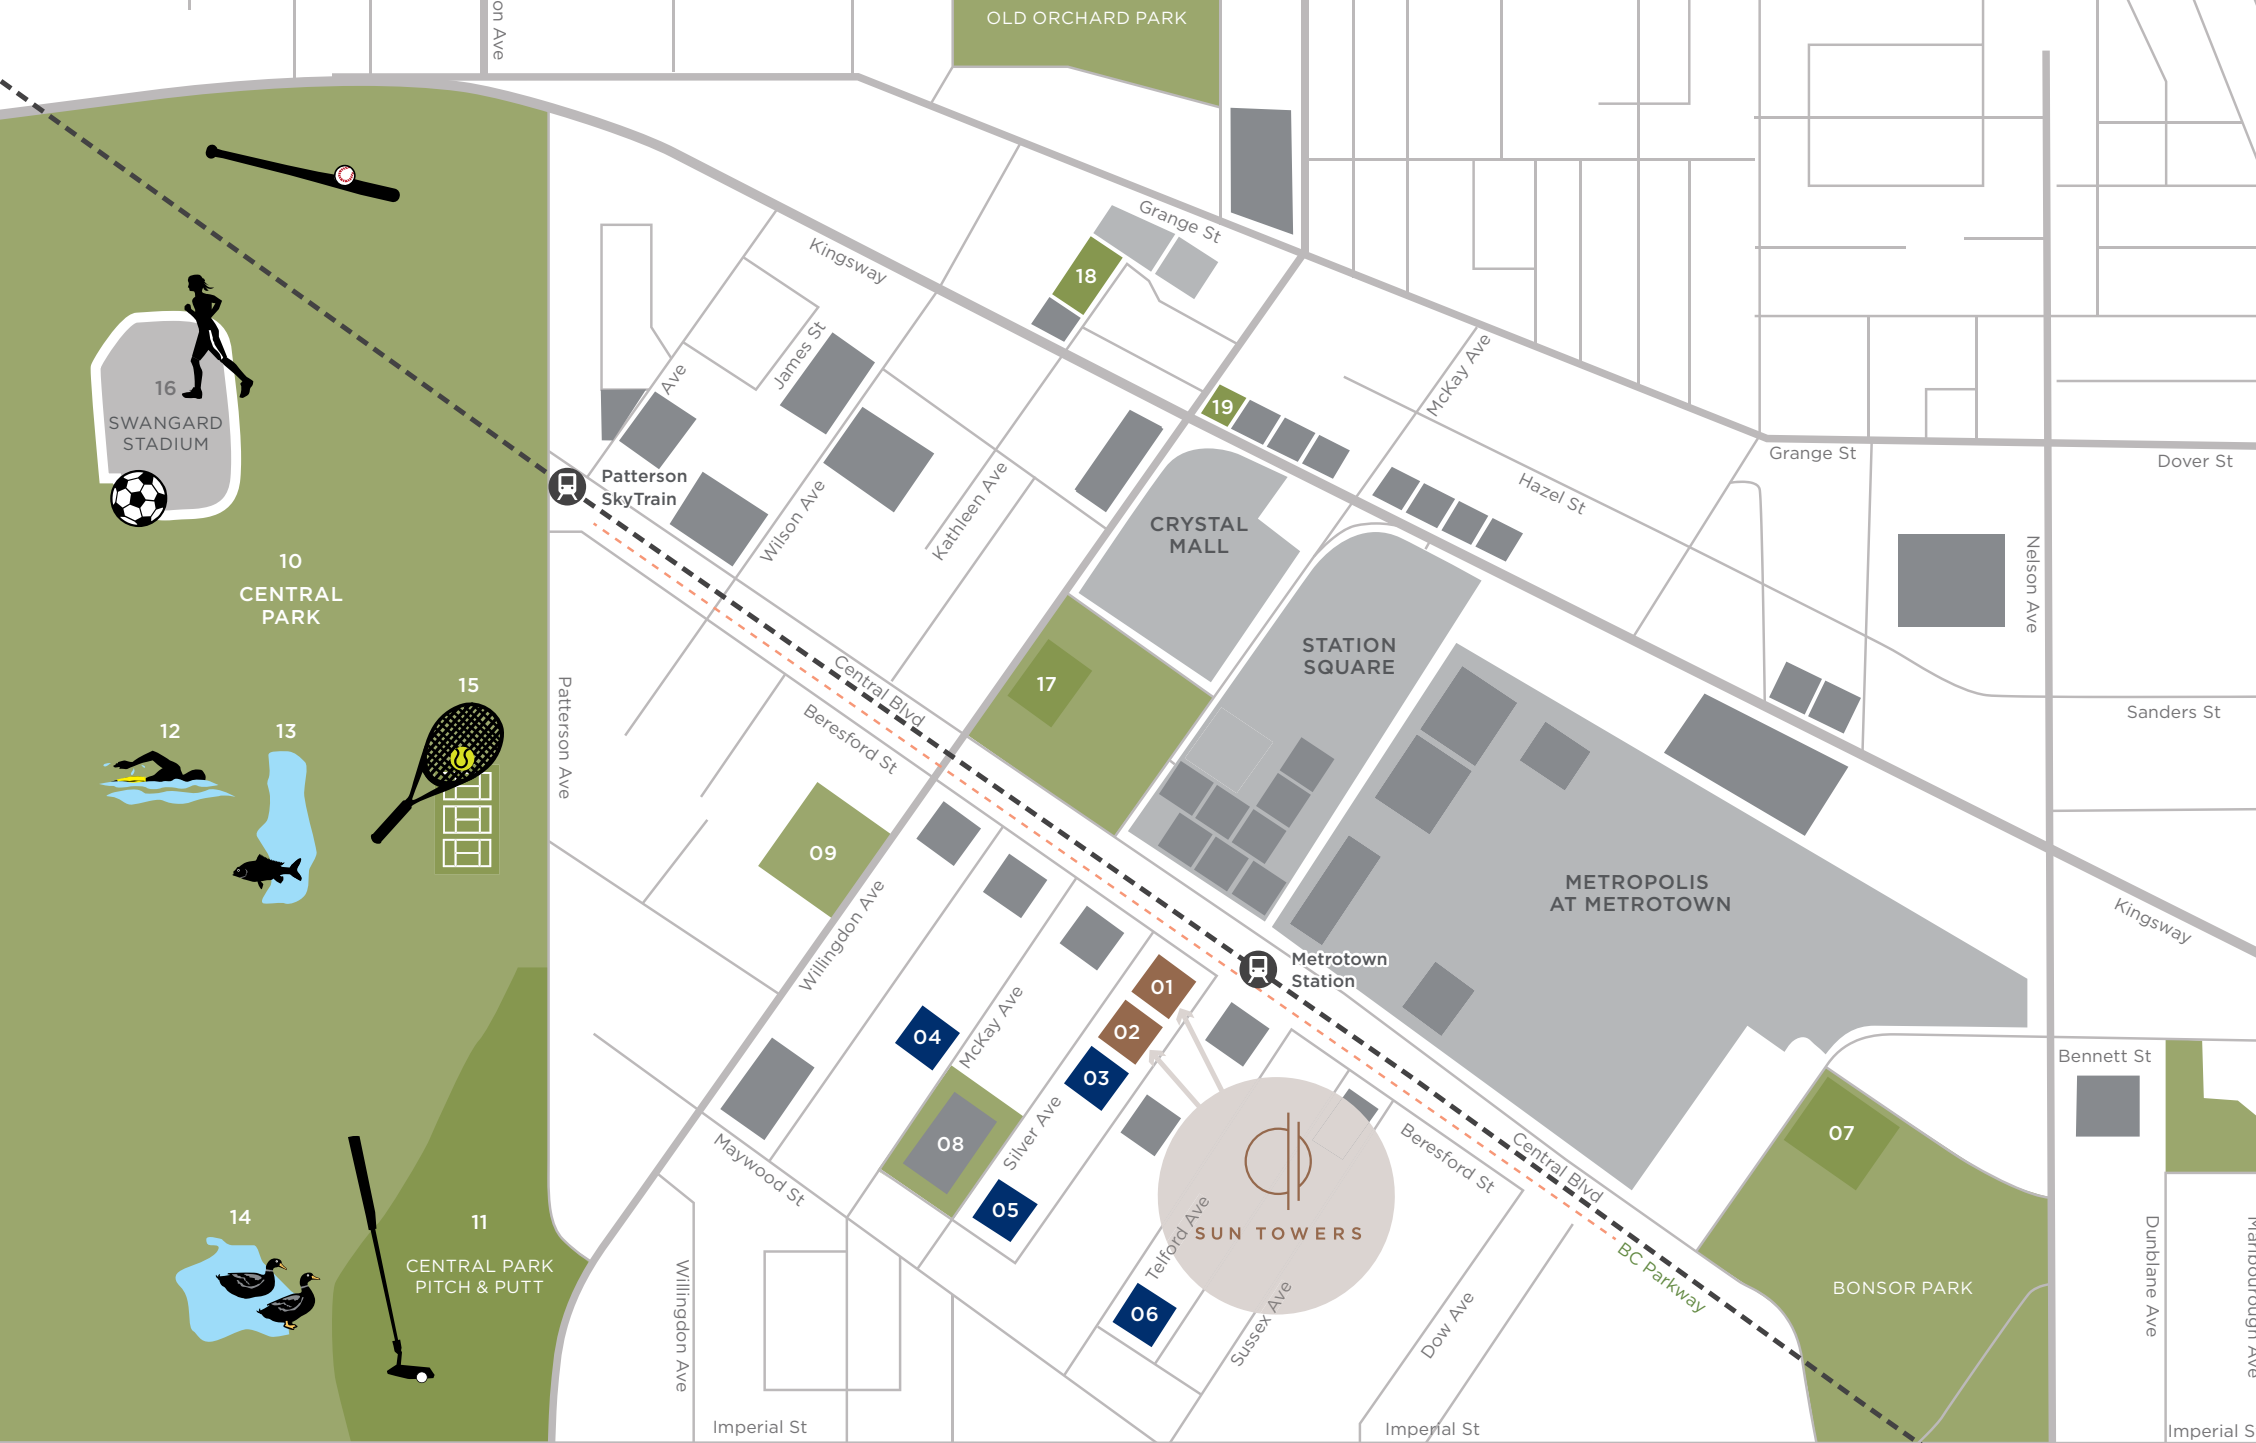 on Ave
OLD ORCHARD PARK
Grange St
Kingsway
18
James St
Ave
McKay Ave
16
SWANGARD
STADIUM
19
Grange St
Dover St
Patterson
SkyTrain
Wilson Ave
Kathleen Ave
Hazel St
CRYSTAL
MALL
Nelson Ave
10
CENTRAL
PARK
STATION
SQUARE
17
15
Patterson Ave
Central Blvd
Beresford St
Sanders St
12
13
09
METROPOLIS
AT METROTOWN
Willingdon Ave
Kingsway
Metrotown
Station
01
02
03
04
McKay Ave
Bennett St
Silver Ave
08
07
Maywood St
Beresford St
Central Blvd
05
SUN TOWERS
Telford Ave
14
11
CENTRAL PARK
PITCH & PUTT
BC Parkway
BONSOR PARK
Dunblane Ave
Marlborough Ave
Willingdon Ave
06
Sussex Ave
Dow Ave
Imperial St
Imperial St
Imperial S